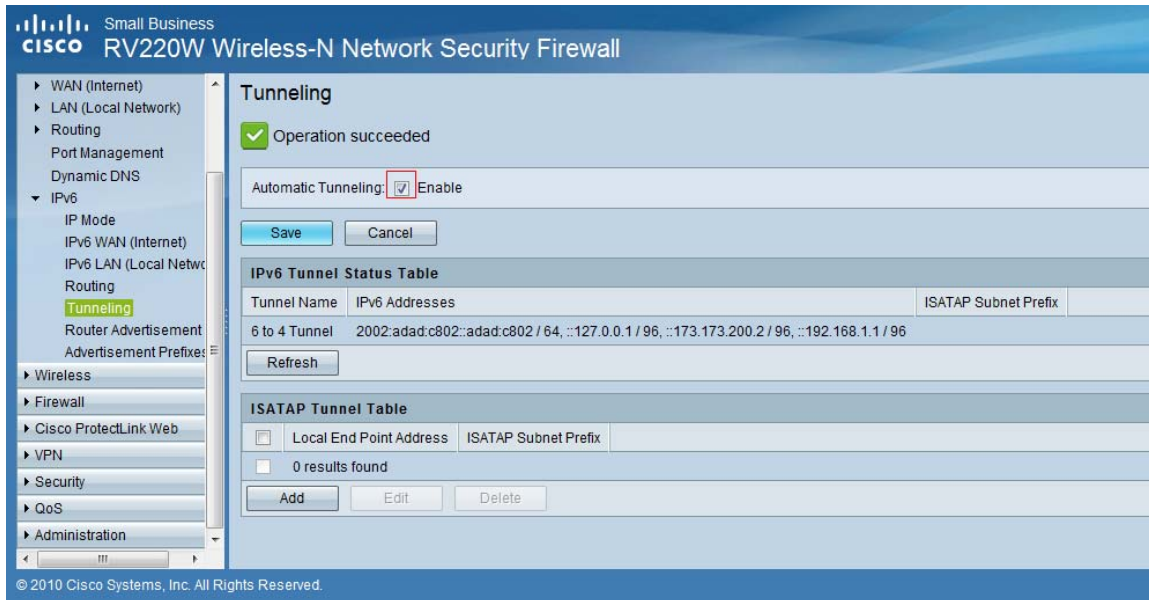 Small Business
CISCO RV220W Wireless-N Network Security Firewall
WAN (Internet)
LAN (Local Network)
Routing
Port Management
Dynamic DNS
IPv6
IP Mode
IPv6 WAN (Internet)
IPv6 LAN (Local Netwo
Routing
Tunneling
Router Advertisement
Advertisement Prefixes
Wireless
Firewall
Cisco ProtectLink Web
VPN
Security
QoS
Administration
Tunneling
Operation succeeded
Automatic Tunneling: Enable
Save Cancel
IPv6 Tunnel Status Table
Tunnel Name IPv6 Addresses ISATAP Subnet Prefix
6 to 4 Tunnel 2002:adad:c802::adad:c802 / 64, ::127.0.0.1 / 96, ::173.173.200.2 / 96, ::192.168.1.1 / 96
Refresh
ISATAP Tunnel Table
Local End Point Address ISATAP Subnet Prefix
0 results found
Add Edit Delete
© 2010 Cisco Systems, Inc. All Rights Reserved.